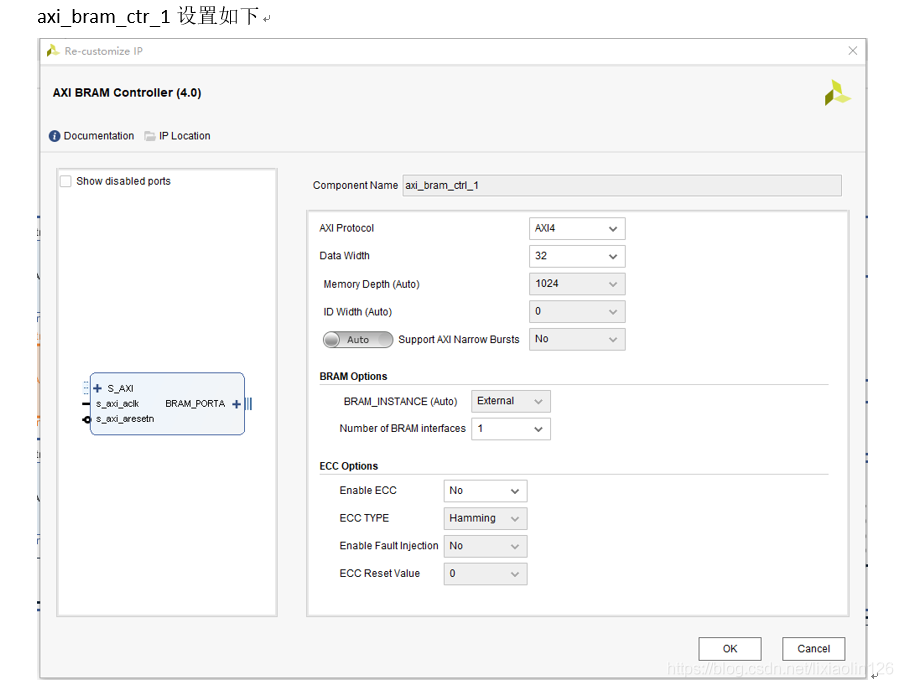 axi_bram_ctr_1 设置如下
Re-customize IP
AXI BRAM Controller (4.0)
Documentation IP Location
Show disabled ports
Component Name axi_bram_ctrl_1
AXI Protocol AXI4
Data Width 32
Memory Depth (Auto) 1024
ID Width (Auto) 0
Auto Support AXI Narrow Bursts No
BRAM Options
BRAM_INSTANCE (Auto) External
Number of BRAM interfaces 1
ECC Options
Enable ECC No
ECC TYPE Hamming
Enable Fault Injection No
ECC Reset Value 0
S_AXI
s_axi_aclk BRAM_PORTA
s_axi_aresetn
OK Cancel
https://blog.csdn.net/lixiaolin126